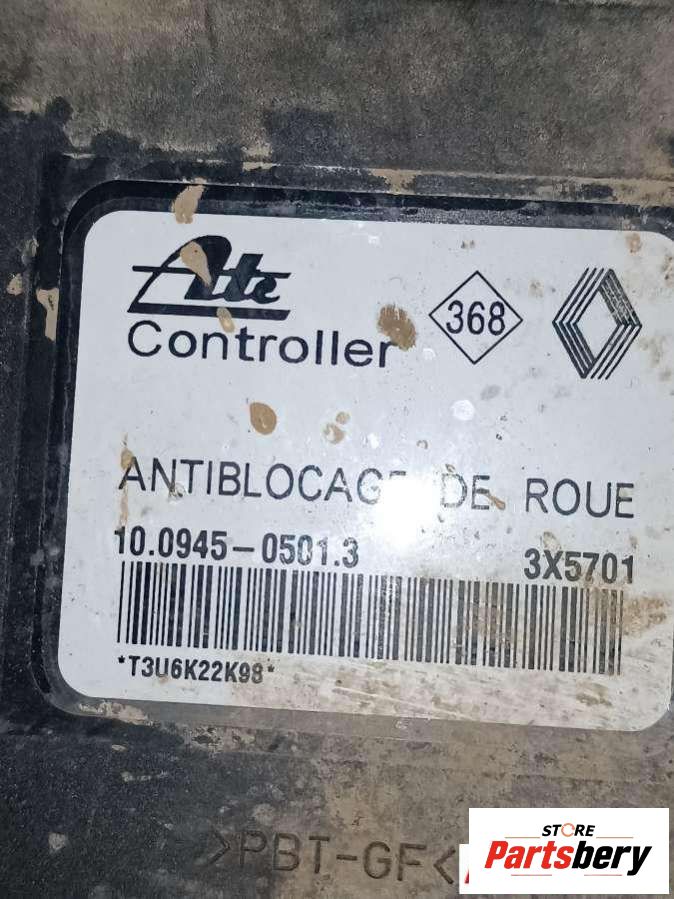 Ate
Controller
368
ANTIBLOCAGE DE ROUE
10.0945-0501.3 3X5701
*T3U6K22K98*
>PBT-GF<
STORE
Partsbery